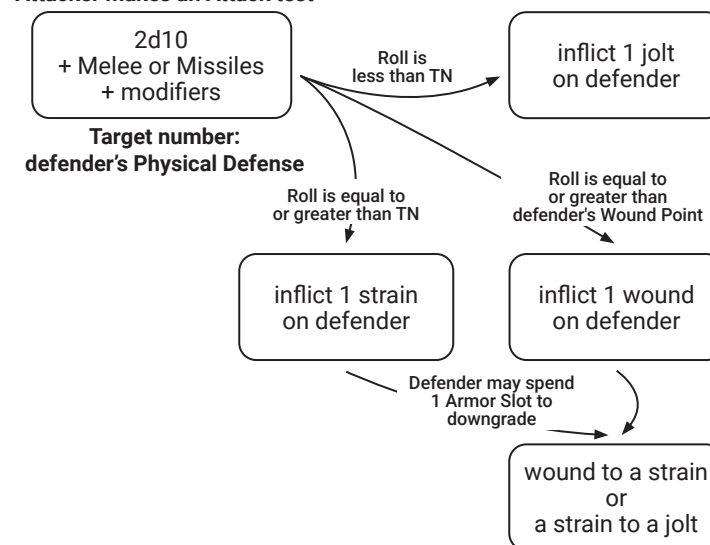 Attacker makes an Attack test
2d10
+ Melee or Missiles
+ modifiers
Target number:
defender's Physical Defense
Roll is
less than TN
inflict 1 jolt
on defender
Roll is equal to
or greater than TN
Roll is equal to
or greater than
defender's Wound Point
inflict 1 strain
on defender
inflict 1 wound
on defender
Defender may spend
1 Armor Slot to
downgrade
wound to a strain
or
a strain to a jolt